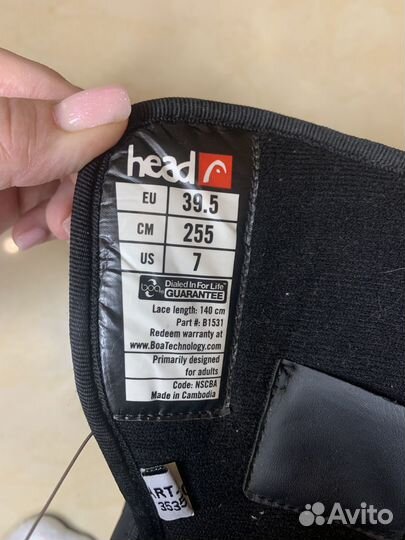 head
EU 39.5
CM 255
US 7
boa Dialed In For Life
GUARANTEE
Lace length: 140 cm
Part #: B1531
Redeem warranty at
www.BoaTechnology.com
Primarily designed
for adults
Code: NSCBA
Made in Cambodia
Avito